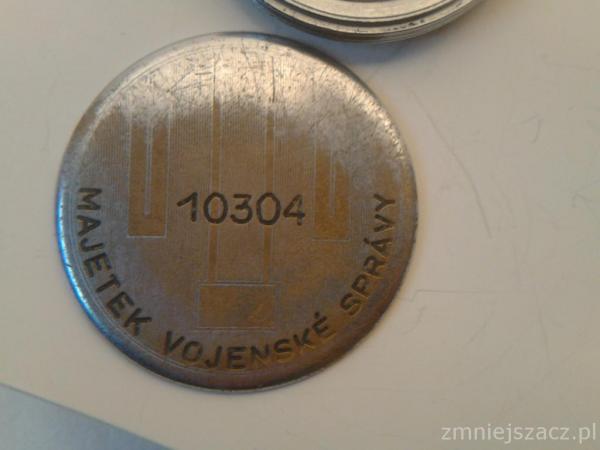 10304
MAJETEK VOJENSKÉ SPRÁVY
zmniejszacz.pl